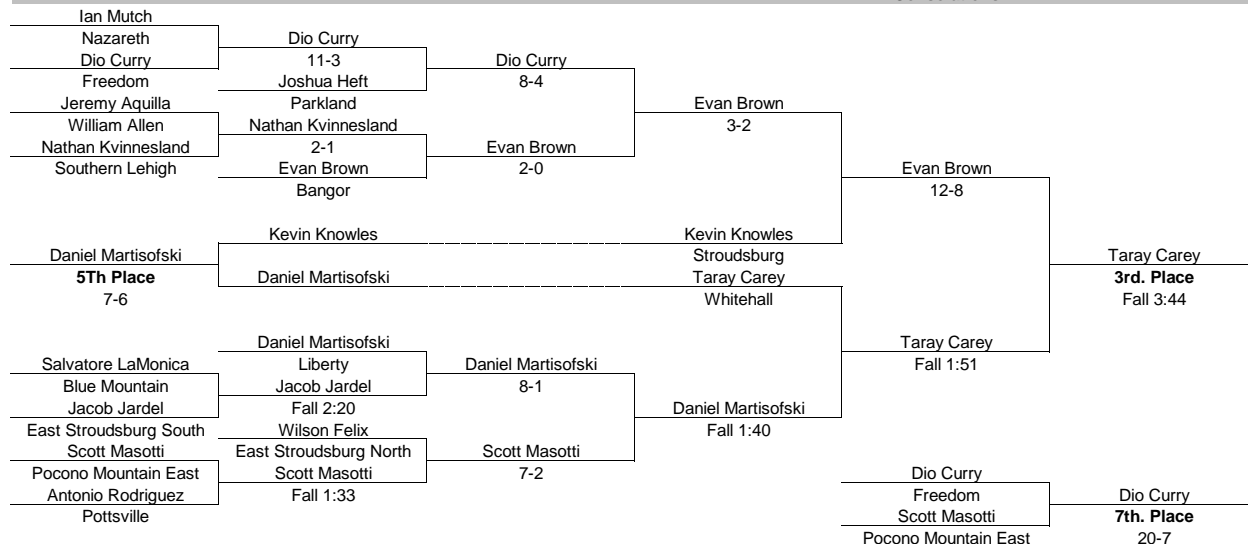 Ian Mutch
Nazareth
Dio Curry
Dio Curry
11-3
Dio Curry
Freedom
Joshua Heft
8-4
Jeremy Aquilla
Parkland
Evan Brown
William Allen
Nathan Kvinnesland
3-2
Nathan Kvinnesland
2-1
Evan Brown
Southern Lehigh
Evan Brown
2-0
Evan Brown
Bangor
12-8
Kevin Knowles
Kevin Knowles
Daniel Martisofski
Stroudsburg
Taray Carey
5Th Place
Daniel Martisofski
Taray Carey
3rd. Place
7-6
Whitehall
Fall 3:44
Daniel Martisofski
Taray Carey
Salvatore LaMonica
Liberty
Daniel Martisofski
Fall 1:51
Blue Mountain
Jacob Jardel
8-1
Jacob Jardel
Fall 2:20
Daniel Martisofski
East Stroudsburg South
Wilson Felix
Fall 1:40
Scott Masotti
East Stroudsburg North
Scott Masotti
Pocono Mountain East
Scott Masotti
7-2
Dio Curry
Antonio Rodriguez
Fall 1:33
Freedom
Dio Curry
Pottsville
Scott Masotti
7th. Place
Pocono Mountain East
20-7